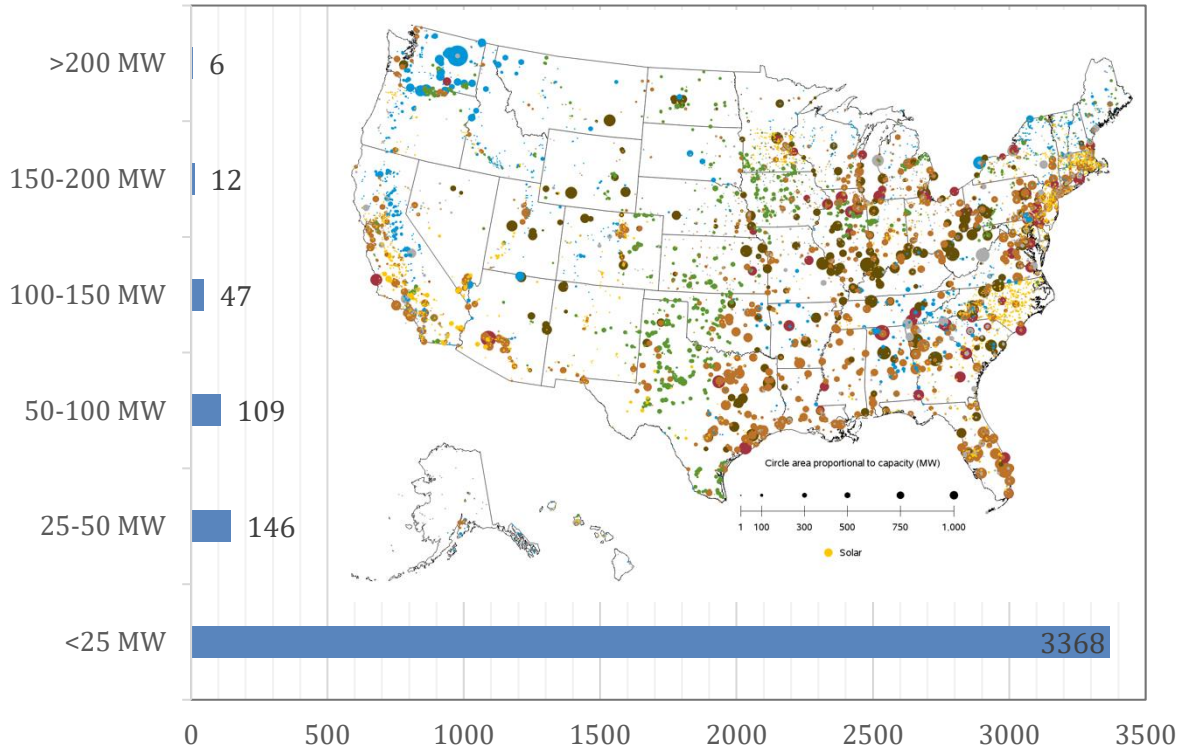 >200 MW
6
150-200 MW
12
100-150 MW
47
50-100 MW
109
Circle area proportional to capacity (MW)
1 100 300 500 750 1.000
25-50 MW
146
Solar
<25 MW
3368
0 500 1000 1500 2000 2500 3000 3500